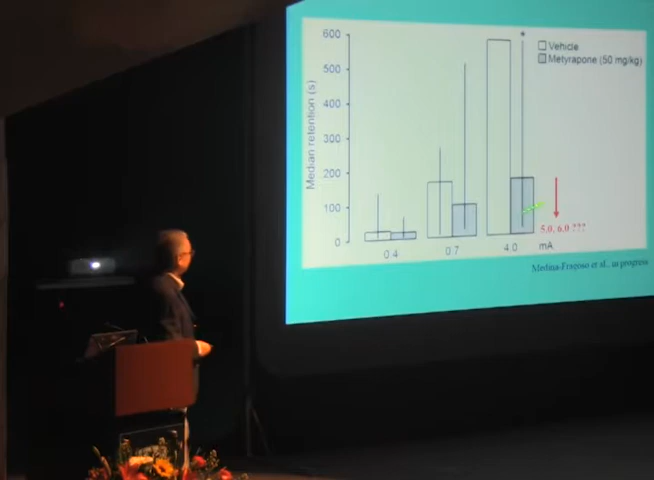 600
500
400
300
200
100
0
Median retention (s)
*
Vehicle
Metyrapone (50 mg/kg)
0.4
0.7
4.0
mA
5.0, 6.0 ???
Medina-Fragoso et al., in progress